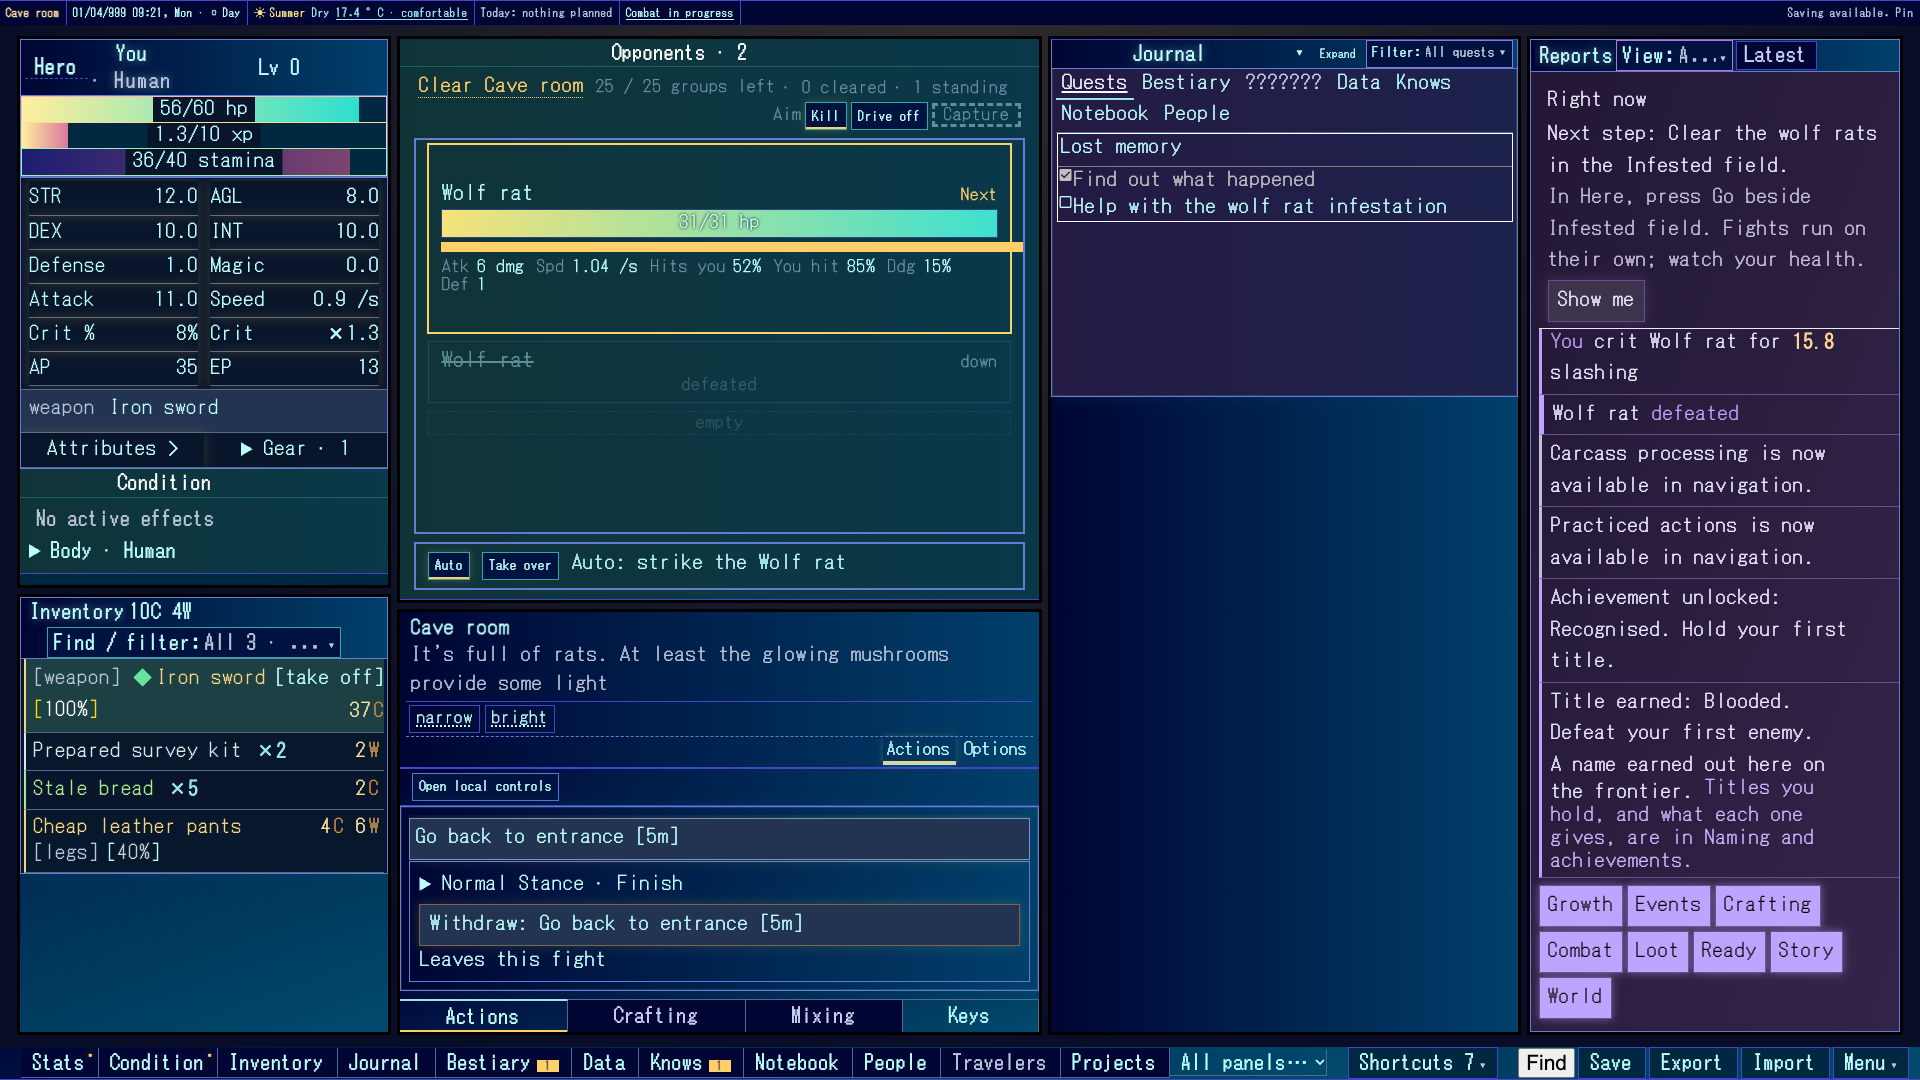 Cave room 01/04/999 09:21, Mon · ☼ Day ☀ Summer Dry 17.4 ° C · comfortable Today: nothing planned Combat in progress Saving available. Pin
Hero · You Human Lv 0
56/60 hp
1.3/10 xp
36/40 stamina
STR 12.0 AGL 8.0
DEX 10.0 INT 10.0
Defense 1.0 Magic 0.0
Attack 11.0 Speed 0.9 /s
Crit % 8% Crit ×1.3
AP 35 EP 13
weapon Iron sword
Attributes > ▶ Gear · 1
Condition
No active effects
▶ Body · Human
Inventory 10C 4W
Find / filter: All 3 · ... ▾
[weapon] ◆ Iron sword [take off]
[100%] 37C
Prepared survey kit ×2 2W
Stale bread ×5 2C
Cheap leather pants 4C 6W
[legs] [40%]
Opponents · 2
Clear Cave room 25 / 25 groups left · 0 cleared · 1 standing
Aim Kill Drive off Capture
Wolf rat Next
31/31 hp
Atk 6 dmg Spd 1.04 /s Hits you 52% You hit 85% Ddg 15%
Def 1
Wolf rat down
defeated
empty
Auto Take over Auto: strike the Wolf rat
Cave room
It's full of rats. At least the glowing mushrooms
provide some light
narrow bright
Actions Options
Open local controls
Go back to entrance [5m]
▶ Normal Stance · Finish
Withdraw: Go back to entrance [5m]
Leaves this fight
Actions Crafting Mixing Keys
Journal ▾ Expand Filter: All quests ▾
Quests Bestiary ??????? Data Knows
Notebook People
Lost memory
☑Find out what happened
☐Help with the wolf rat infestation
Reports View: A... ▾ Latest
Right now
Next step: Clear the wolf rats
in the Infested field.
In Here, press Go beside
Infested field. Fights run on
their own; watch your health.
Show me
You crit Wolf rat for 15.8
slashing
Wolf rat defeated
Carcass processing is now
available in navigation.
Practiced actions is now
available in navigation.
Achievement unlocked:
Recognised. Hold your first
title.
Title earned: Blooded.
Defeat your first enemy.
A name earned out here on
the frontier. Titles you
hold, and what each one
gives, are in Naming and
achievements.
Growth Events Crafting
Combat Loot Ready Story
World
Stats Condition Inventory Journal Bestiary 1 Data Knows 1 Notebook People Travelers Projects All panels⋯ Shortcuts 7 ▾ Find Save Export Import Menu ▾